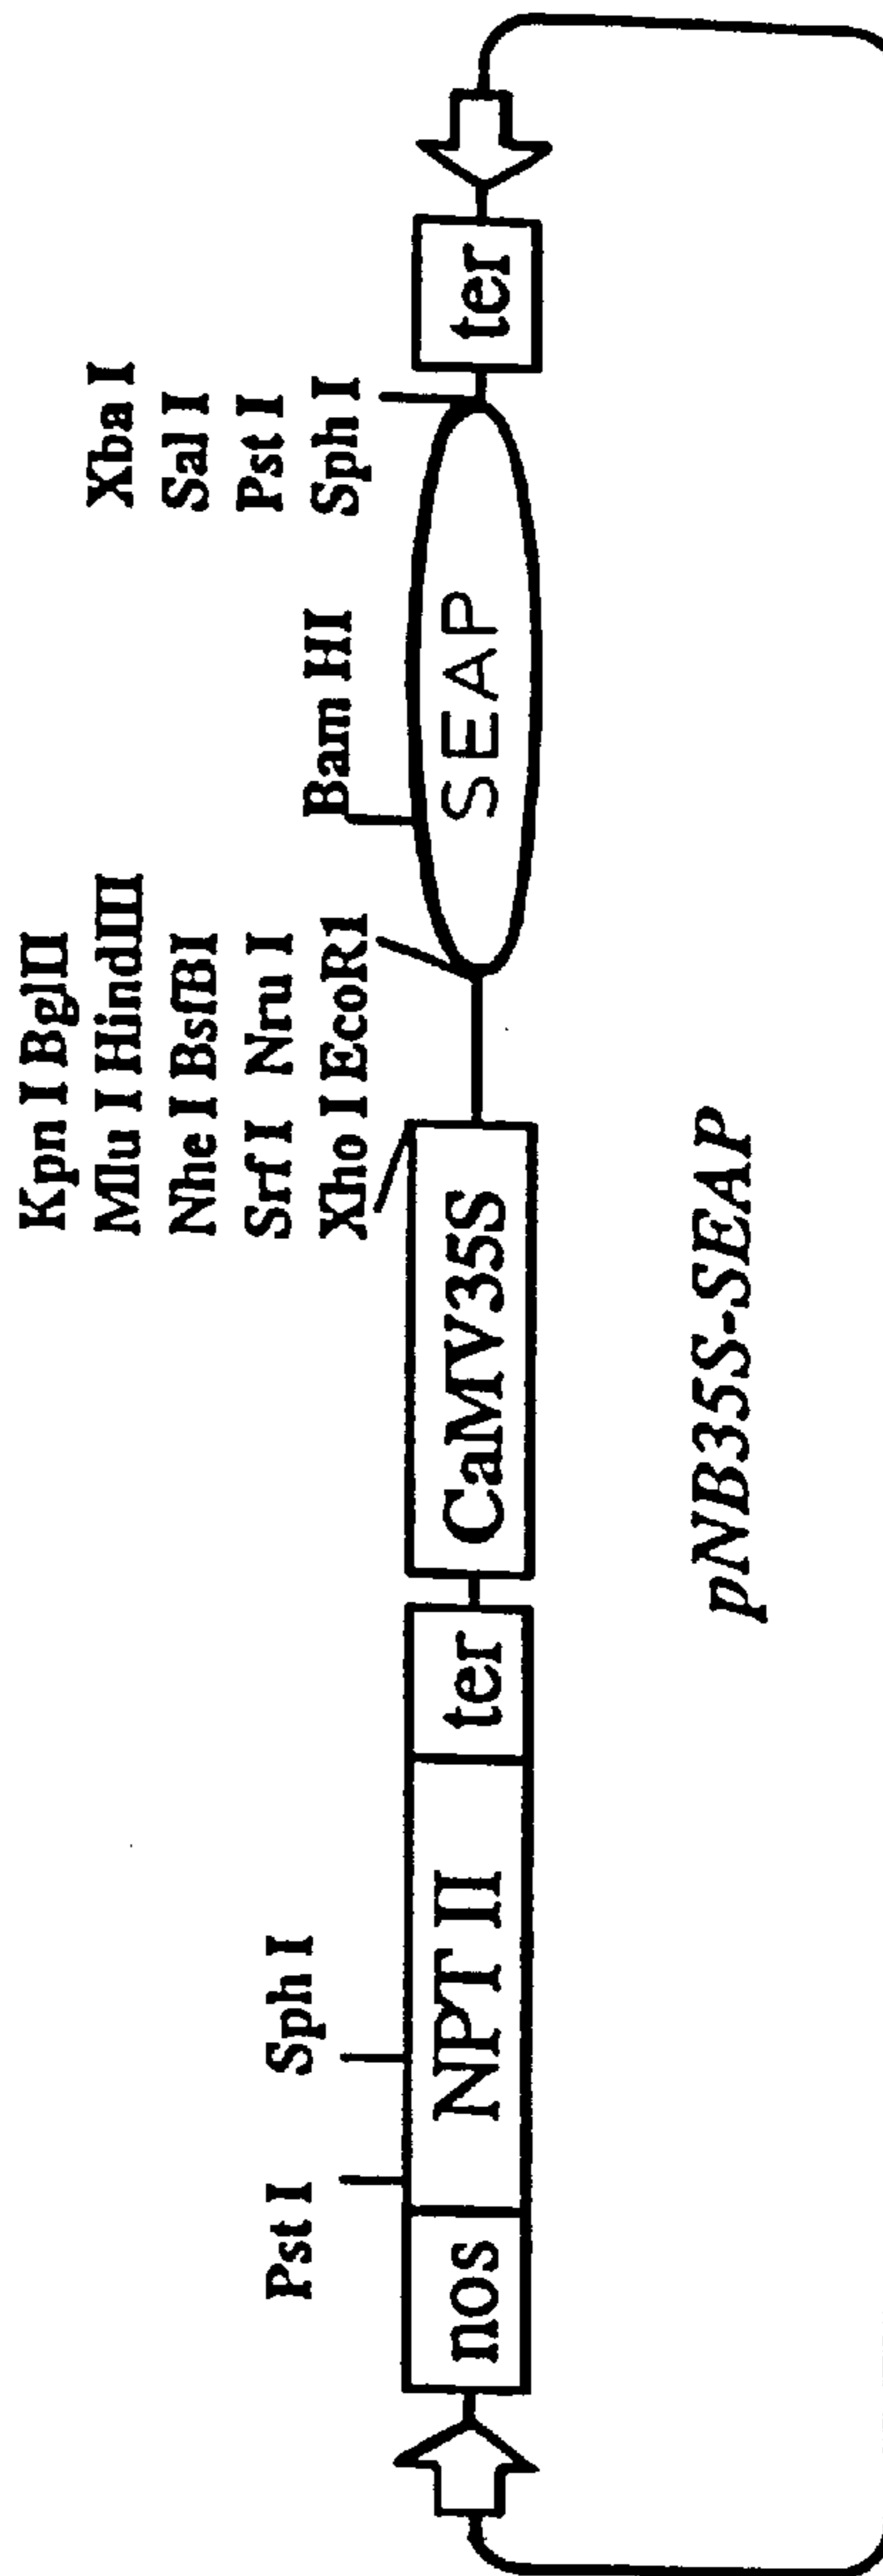 Kpn I BglII
Mlu I HindIII
Nhe I BsfBI
Srf I Nru I
Xho I EcoR1
Xba I
Sal I
Pst I
Sph I
Bam HI
Pst I
Sph I
nos
NPT II
ter
CaMV35S
SEAP
ter
pNB35S-SEAP